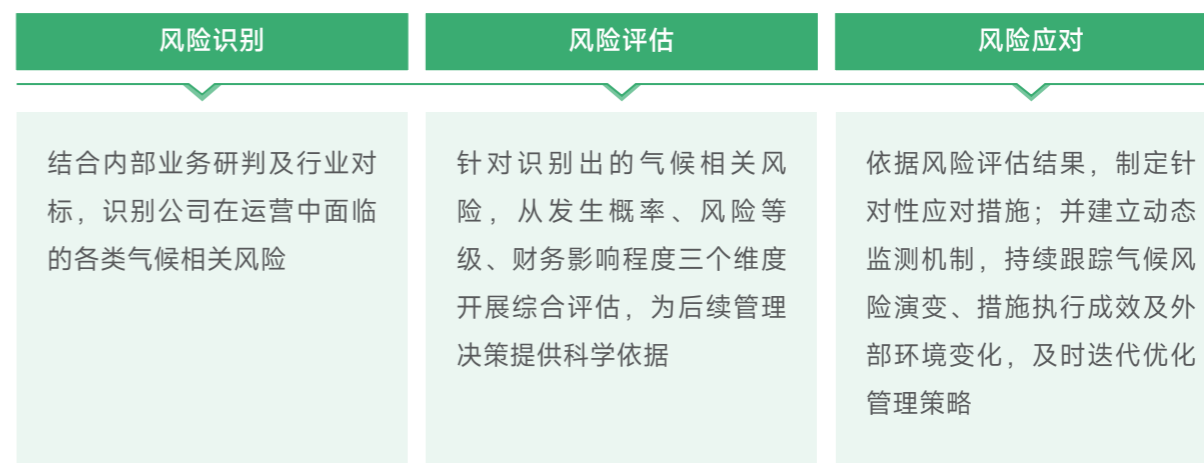 风险识别
结合内部业务研判及行业对
标，识别公司在运营中面临
的各类气候相关风险
风险评估
针对识别出的气候相关风
险，从发生概率、风险等
级、财务影响程度三个维度
开展综合评估，为后续管理
决策提供科学依据
风险应对
依据风险评估结果，制定针
对性应对措施；并建立动态
监测机制，持续跟踪气候风
险演变、措施执行成效及外
部环境变化，及时迭代优化
管理策略